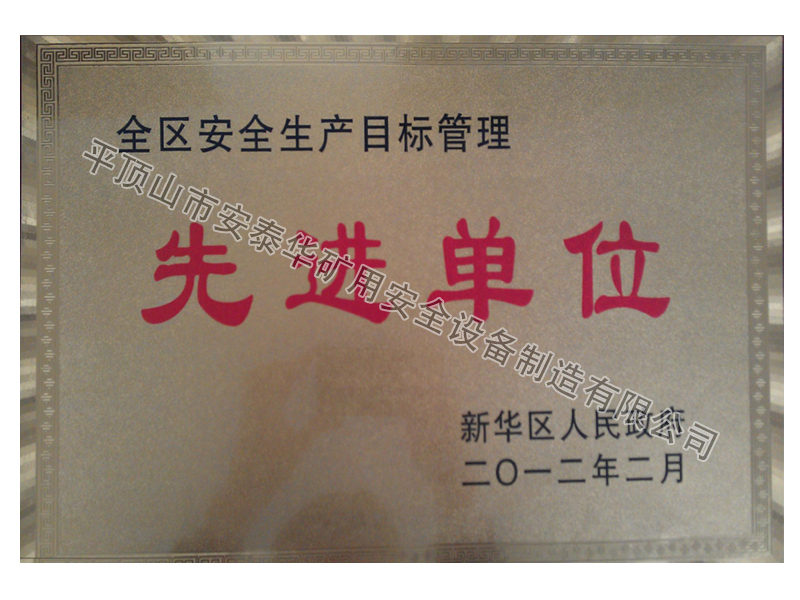 全区安全生产目标管理
平顶山市安泰华矿用安全设备制造有限公司
先进单位
新华区人民政府
二〇一二年二月